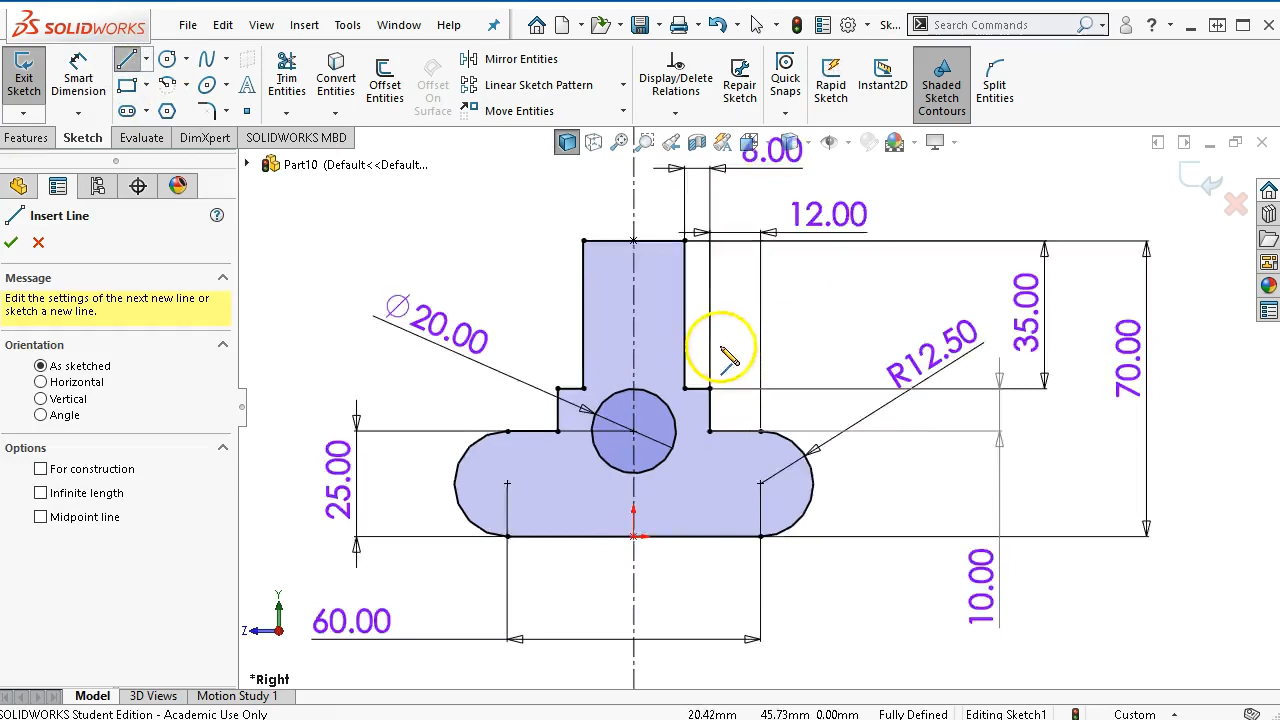 SOLIDWORKS
File Edit View Insert Tools Window Help
Sk...
Search Commands
Exit Sketch
Smart Dimension
Trim Entities
Convert Entities
Offset Entities
Offset On Surface
Mirror Entities
Linear Sketch Pattern
Move Entities
Display/Delete Relations
Repair Sketch
Quick Snaps
Rapid Sketch
Instant2D
Shaded Sketch Contours
Split Entities
Features Sketch Evaluate DimXpert SOLIDWORKS MBD
Part10 (Default< <Default...
Insert Line
Message
Edit the settings of the next new line or
sketch a new line.
Orientation
As sketched
Horizontal
Vertical
Angle
Options
For construction
Infinite length
Midpoint line
12.00
∅ 20.00
35.00
R12.50
70.00
25.00
10.00
60.00
Y
Z
*Right
Model 3D Views Motion Study 1
SOLIDWORKS Student Edition - Academic Use Only
20.42mm 45.73mm 0.00mm Fully Defined Editing Sketch1 Custom